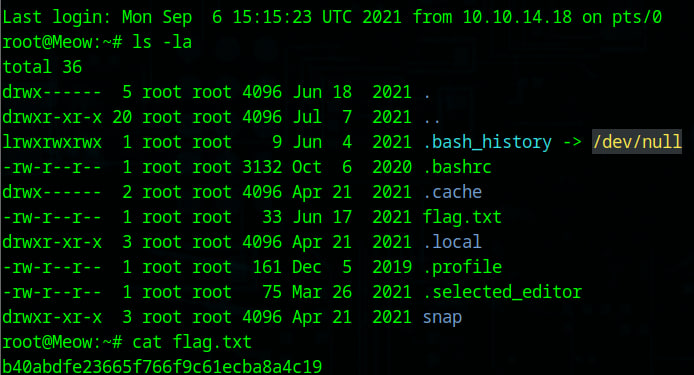 Last login: Mon Sep  6 15:15:23 UTC 2021 from 10.10.14.18 on pts/0
root@Meow:~# ls -la
total 36
drwx------  5 root root 4096 Jun 18  2021 .
drwxr-xr-x 20 root root 4096 Jul  7  2021 ..
lrwxrwxrwx  1 root root    9 Jun  4  2021 .bash_history -> /dev/null
-rw-r--r--  1 root root 3132 Oct  6  2020 .bashrc
drwx------  2 root root 4096 Apr 21  2021 .cache
-rw-r--r--  1 root root   33 Jun 17  2021 flag.txt
drwxr-xr-x  3 root root 4096 Apr 21  2021 .local
-rw-r--r--  1 root root  161 Dec  5  2019 .profile
-rw-r--r--  1 root root   75 Mar 26  2021 .selected_editor
drwxr-xr-x  3 root root 4096 Apr 21  2021 snap
root@Meow:~# cat flag.txt
b40abdfe23665f766f9c61ecba8a4c19